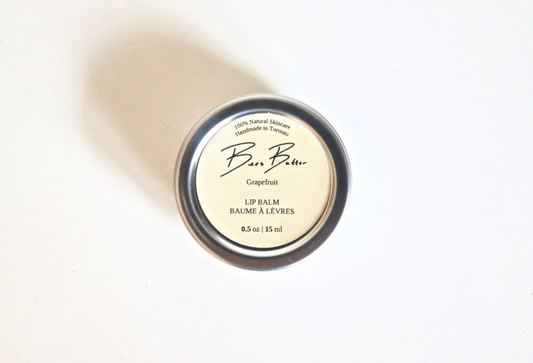 100% Natural Skincare
Handmade in Toronto
Bees Butter
Grapefruit
LIP BALM
BAUME À LÈVRES
0.5 oz | 15 ml